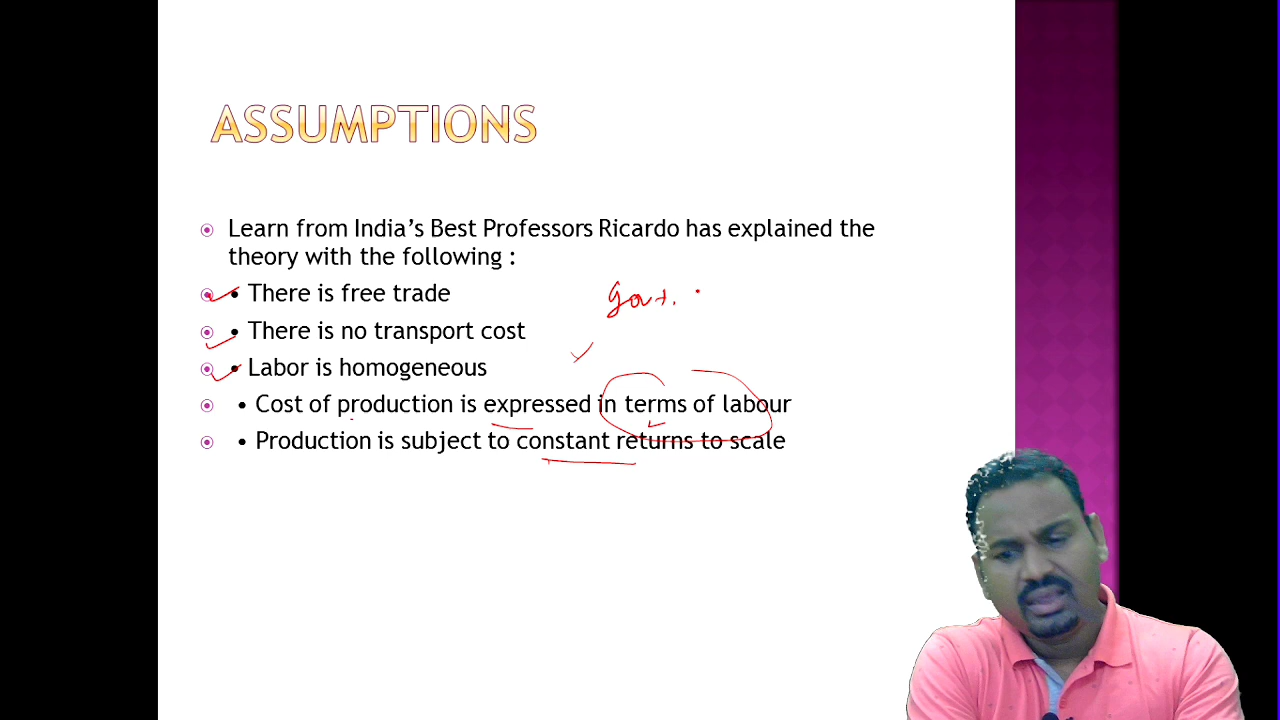 ASSUMPTIONS
Learn from India's Best Professors Ricardo has explained the
theory with the following :
• There is free trade
Govt.
• There is no transport cost
• Labor is homogeneous
• Cost of production is expressed in terms of labour
• Production is subject to constant returns to scale